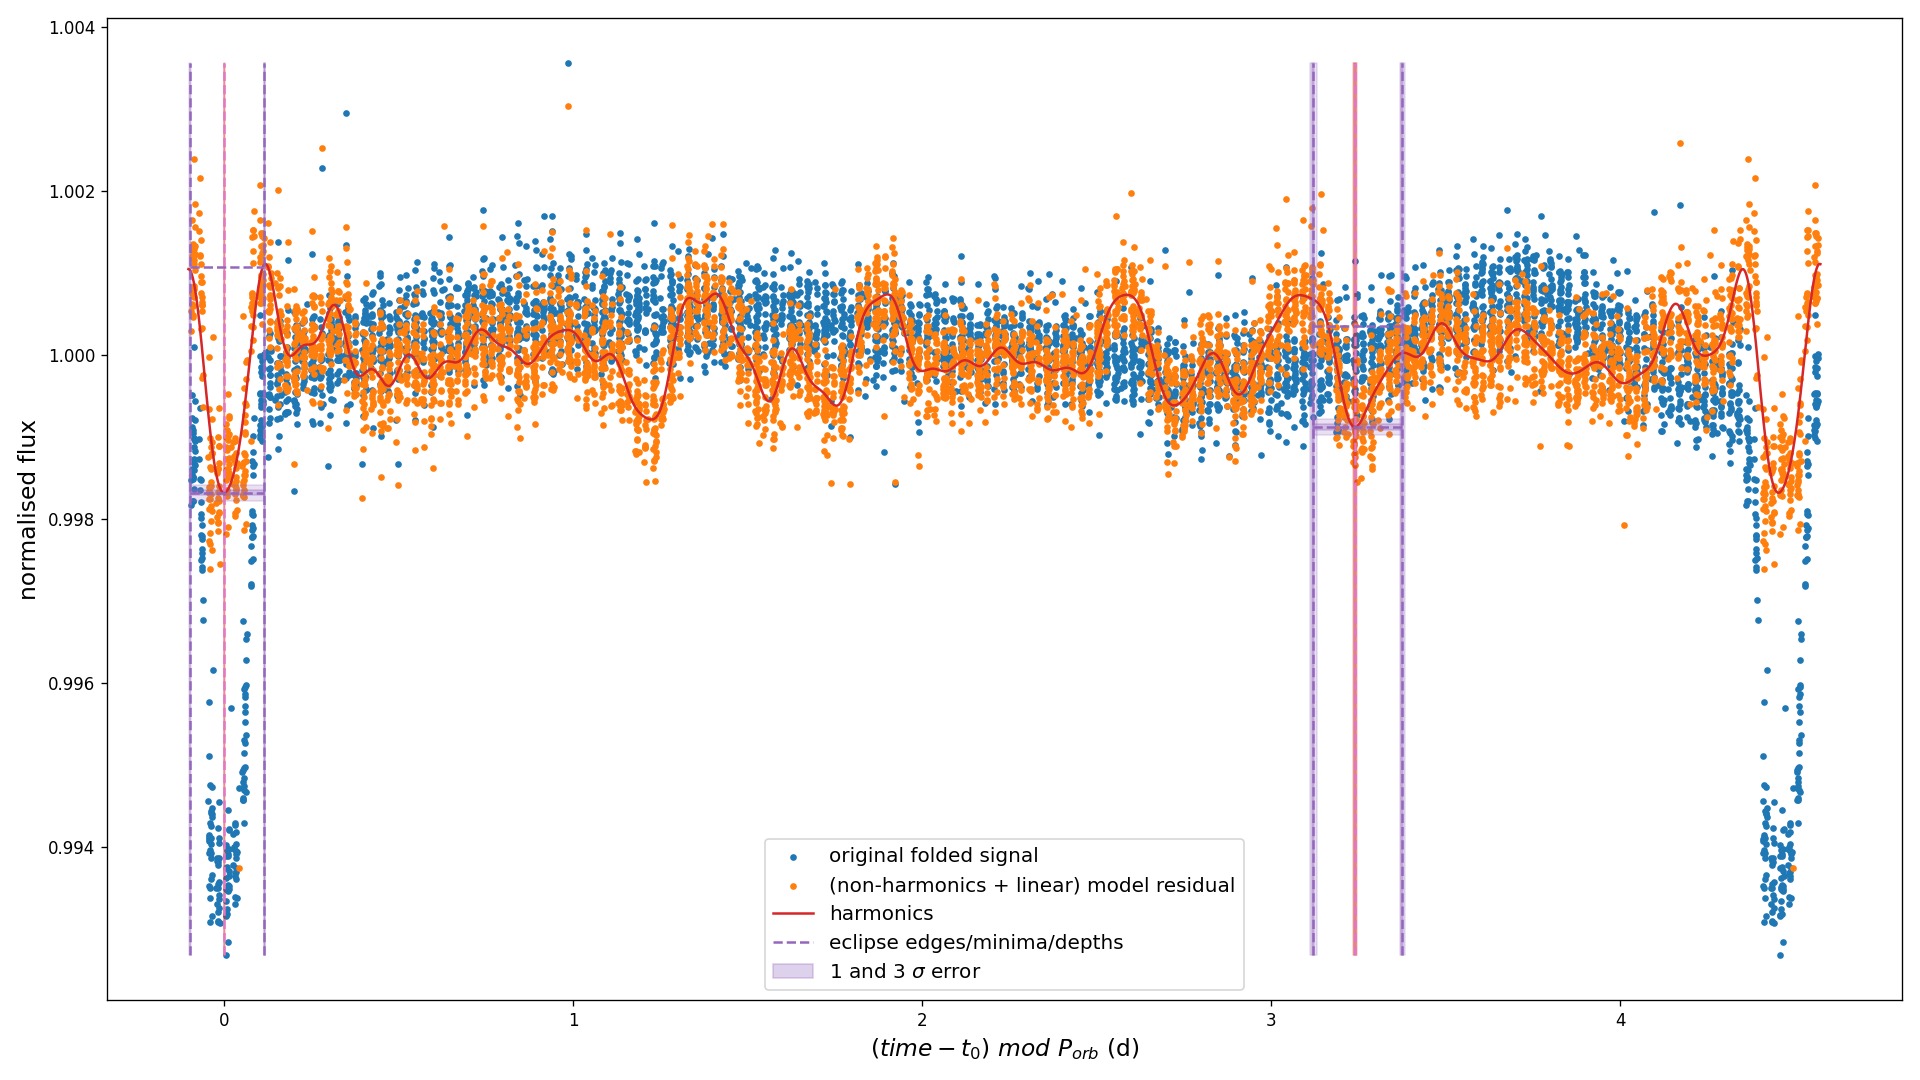 1.004
1.002
1.000
0.998
0.996
0.994
normalised flux
original folded signal
(non-harmonics + linear) model residual
harmonics
eclipse edges/minima/depths
1 and 3 σ error
0 1 2 3 4
(time − t₀) mod P_orb (d)